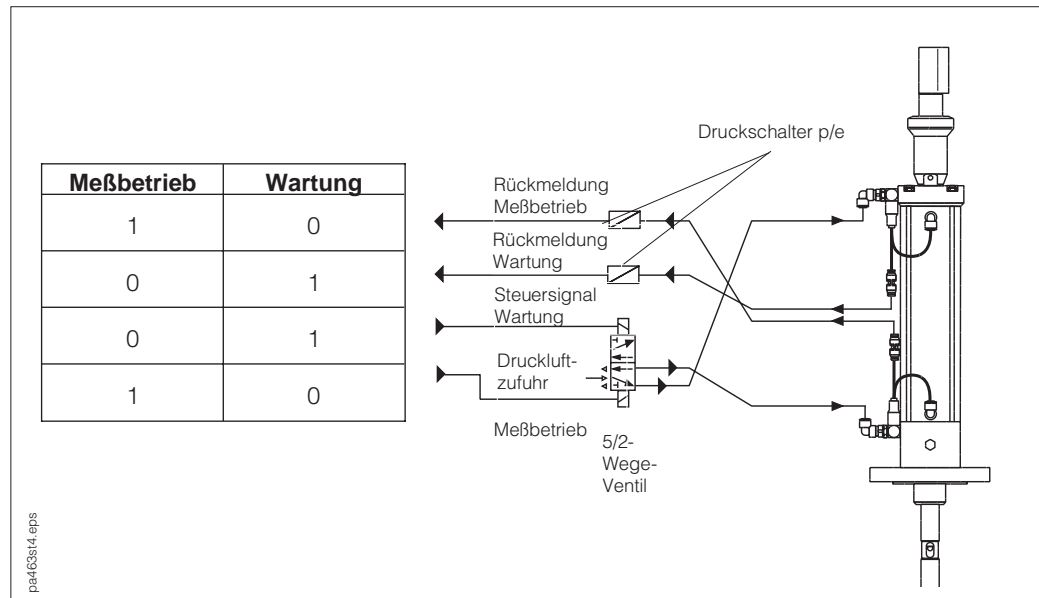 Druckschalter p/e
Meßbetrieb Wartung
1 0
0 1
0 1
1 0
Rückmeldung
Meßbetrieb
Rückmeldung
Wartung
Steuersignal
Wartung
Druckluft-
zufuhr
Meßbetrieb
5/2-
Wege-
Ventil
pa463st4.eps